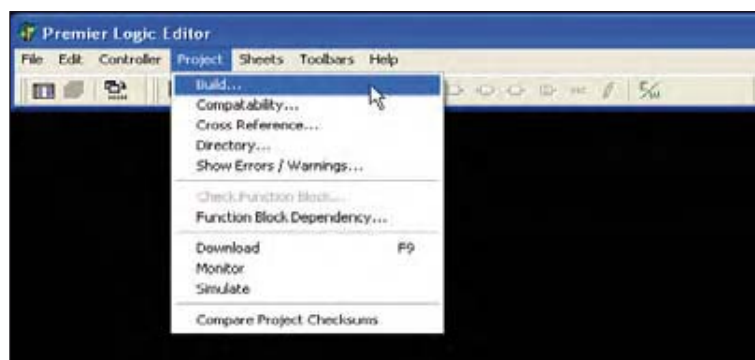 Premier Logic Editor
File Edit Controller Project Sheets Toolbars Help
Build...
Compatability...
Cross Reference...
Directory...
Show Errors / Warnings...
Check Function Block...
Function Block Dependency...
Download F9
Monitor
Simulate
Compare Project Checksums